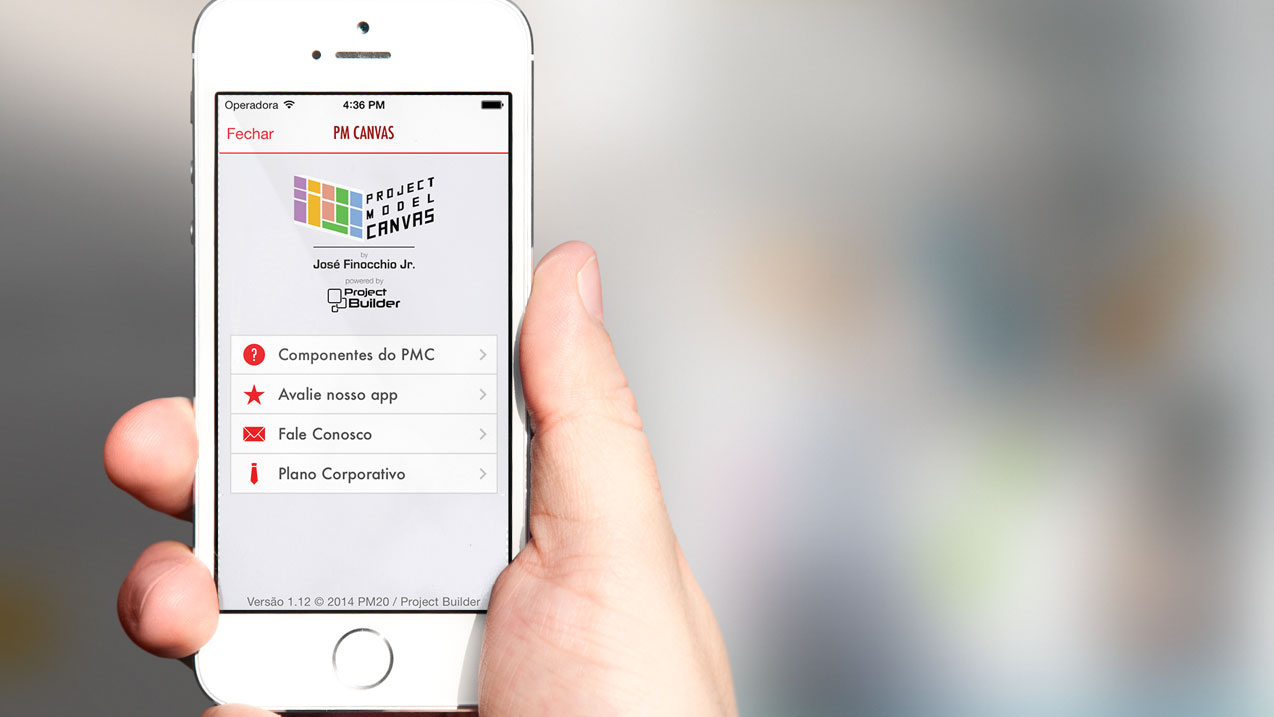 Operadora
4:36 PM
Fechar
PM CANVAS
PROJECT
MODEL
CANVAS
by
José Finocchio Jr.
powered by
Project
Builder
Componentes do PMC
Avalie nosso app
Fale Conosco
Plano Corporativo
Versão 1.12 © 2014 PM20 / Project Builder